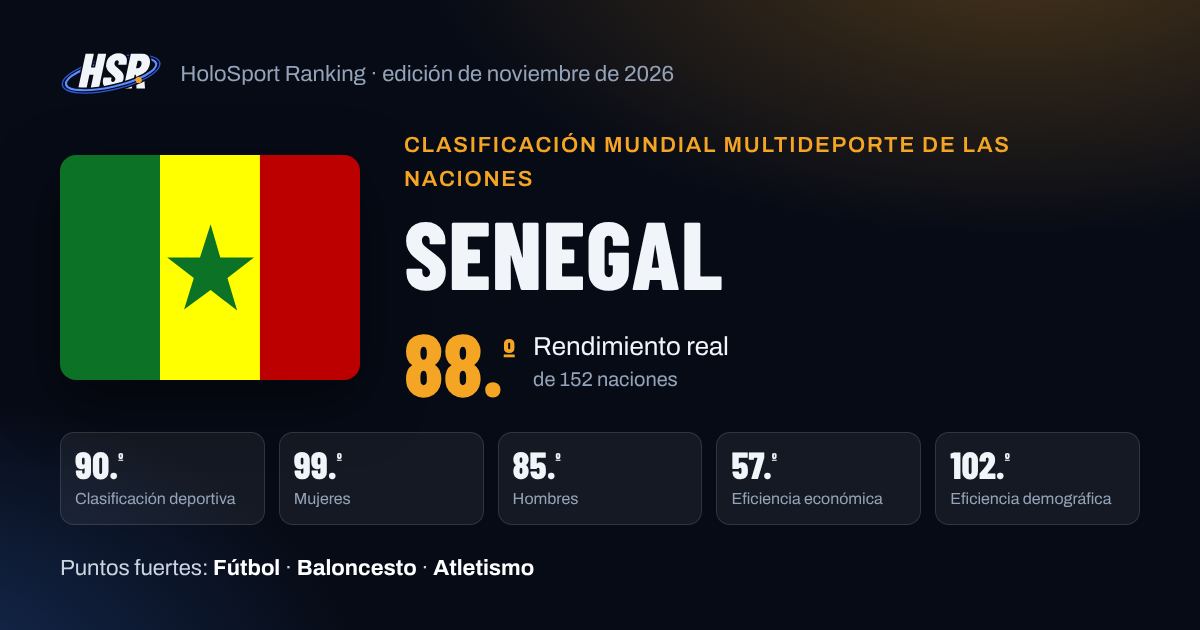 HSR
HoloSport Ranking · edición de noviembre de 2026
CLASIFICACIÓN MUNDIAL MULTIDEPORTE DE LAS
NACIONES
SENEGAL
88.º
Rendimiento real
de 152 naciones
90.º
Clasificación deportiva
99.º
Mujeres
85.º
Hombres
57.º
Eficiencia económica
102.º
Eficiencia demográfica
Puntos fuertes: Fútbol · Baloncesto · Atletismo